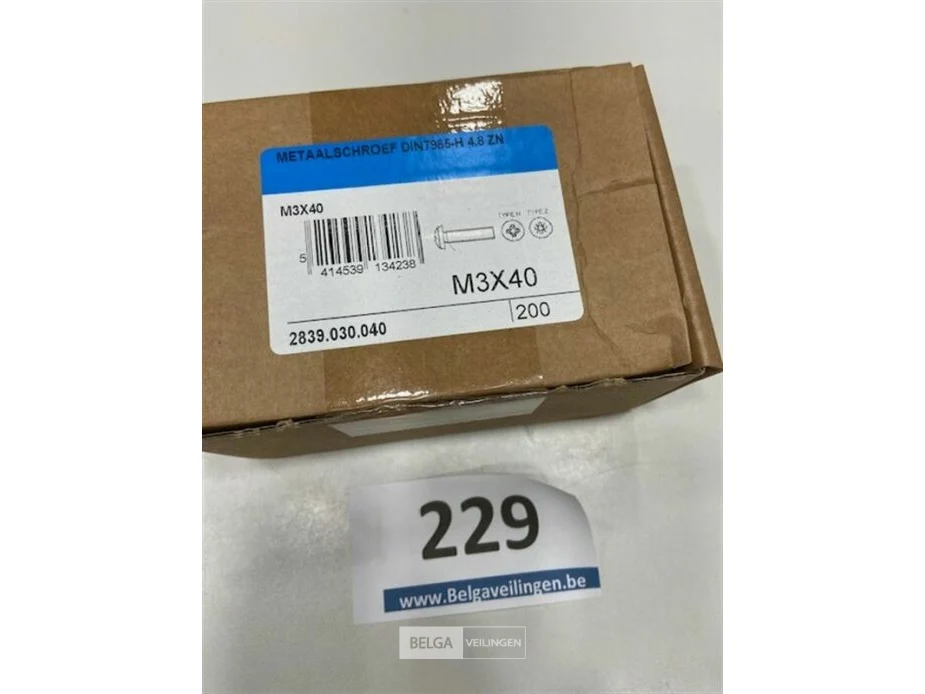 METAALSCHROEF DIN7985-H 4.8 ZN
M3X40
TYPE H TYPE Z
5 414539 134238
M3X40
200
2839.030.040
229
www.Belgaveilingen.be
BELGA VEILINGEN